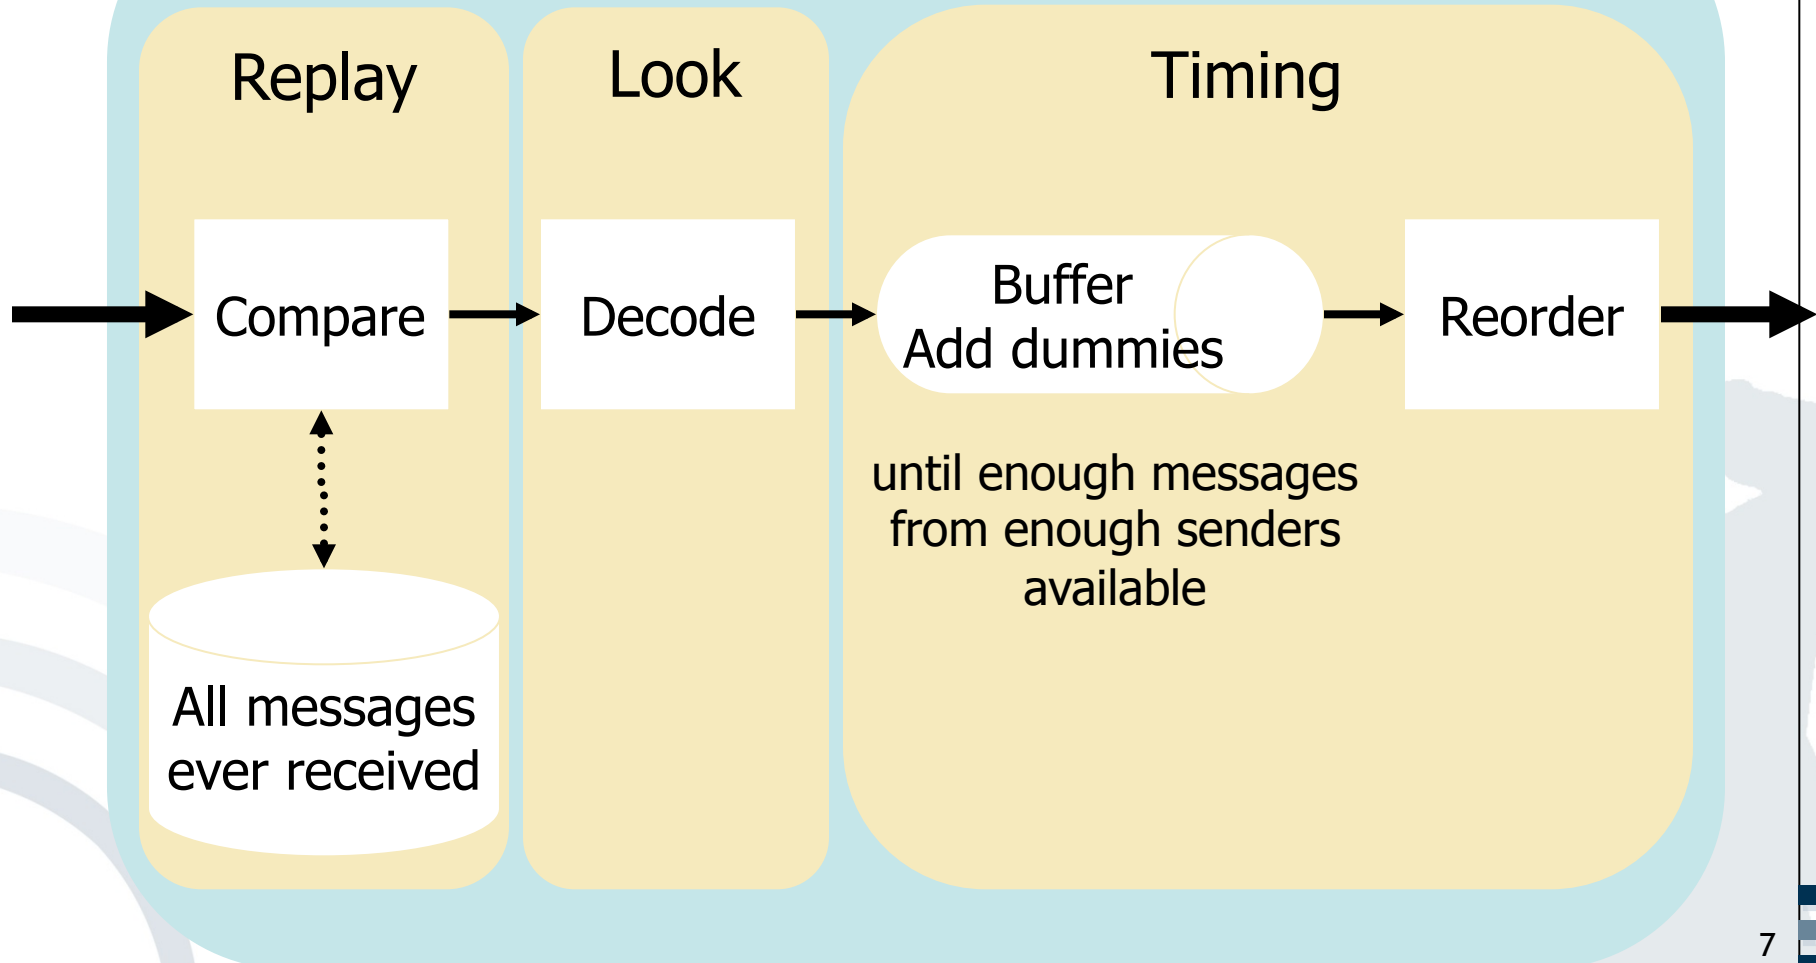 Replay
Look
Timing
Compare
Decode
Buffer
Add dummies
Reorder
until enough messages
from enough senders
available
All messages
ever received
7